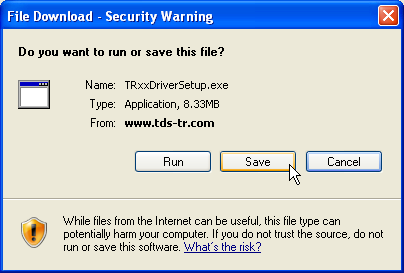 File Download - Security Warning
Do you want to run or save this file?
Name: TRxxDriverSetup.exe
Type: Application, 8.33MB
From: www.tds-tr.com
Run Save Cancel
While files from the Internet can be useful, this file type can
potentially harm your computer. If you do not trust the source, do not
run or save this software. What's the risk?